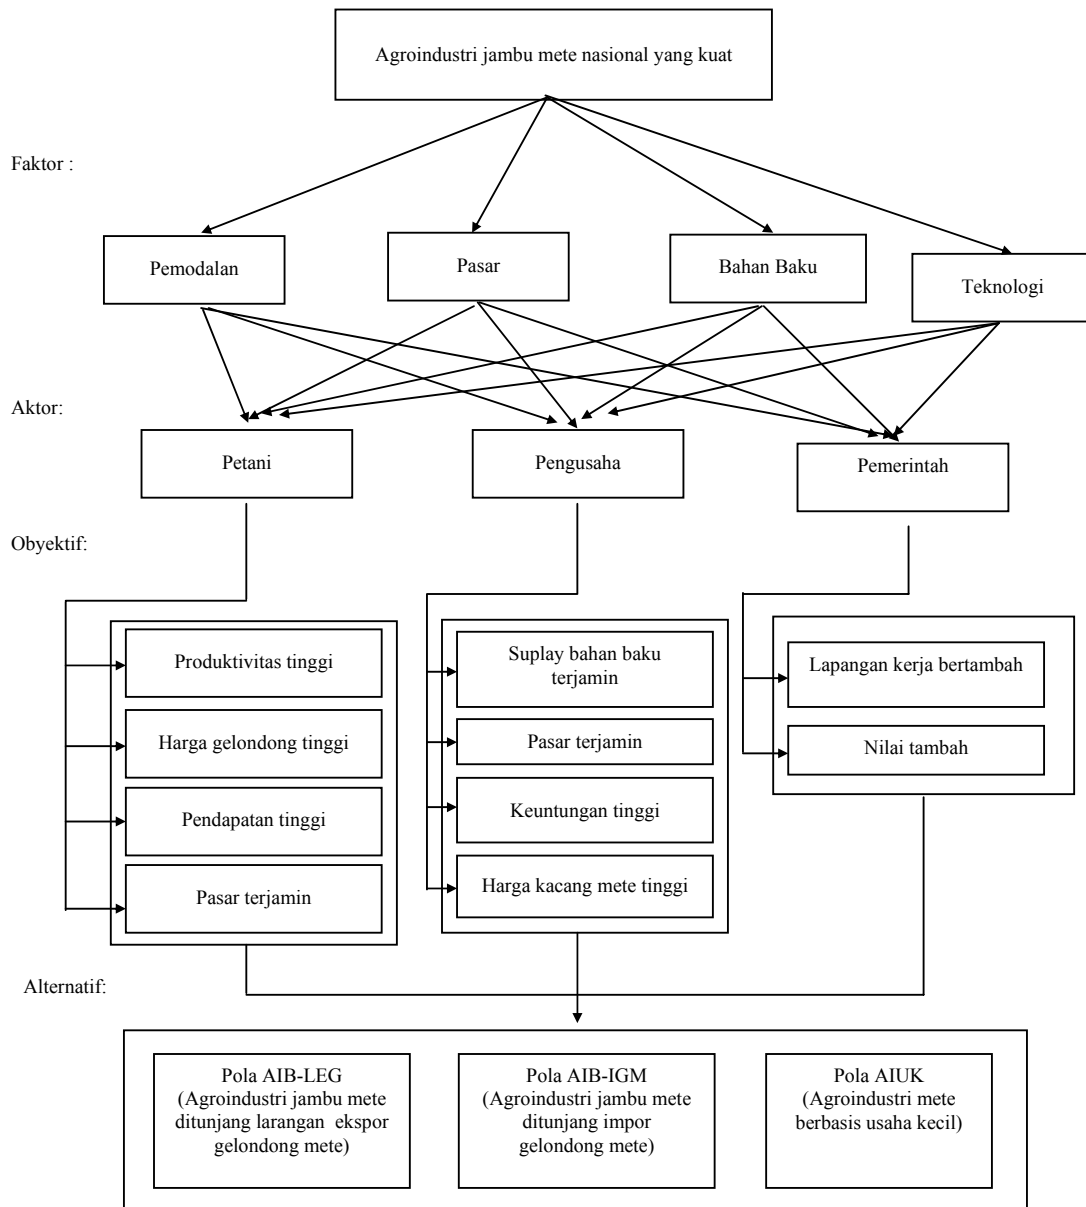 Agroindustri jambu mete nasional yang kuat
Faktor :
Pemodalan
Pasar
Bahan Baku
Teknologi
Aktor:
Petani
Pengusaha
Pemerintah
Obyektif:
Produktivitas tinggi
Harga gelondong tinggi
Pendapatan tinggi
Pasar terjamin
Suplay bahan baku
terjamin
Pasar terjamin
Keuntungan tinggi
Harga kacang mete tinggi
Lapangan kerja bertambah
Nilai tambah
Alternatif:
Pola AIB-LEG
(Agroindustri jambu mete
ditunjang larangan ekspor
gelondong mete)
Pola AIB-IGM
(Agroindustri jambu mete
ditunjang impor
gelondong mete)
Pola AIUK
(Agroindustri mete
berbasis usaha kecil)